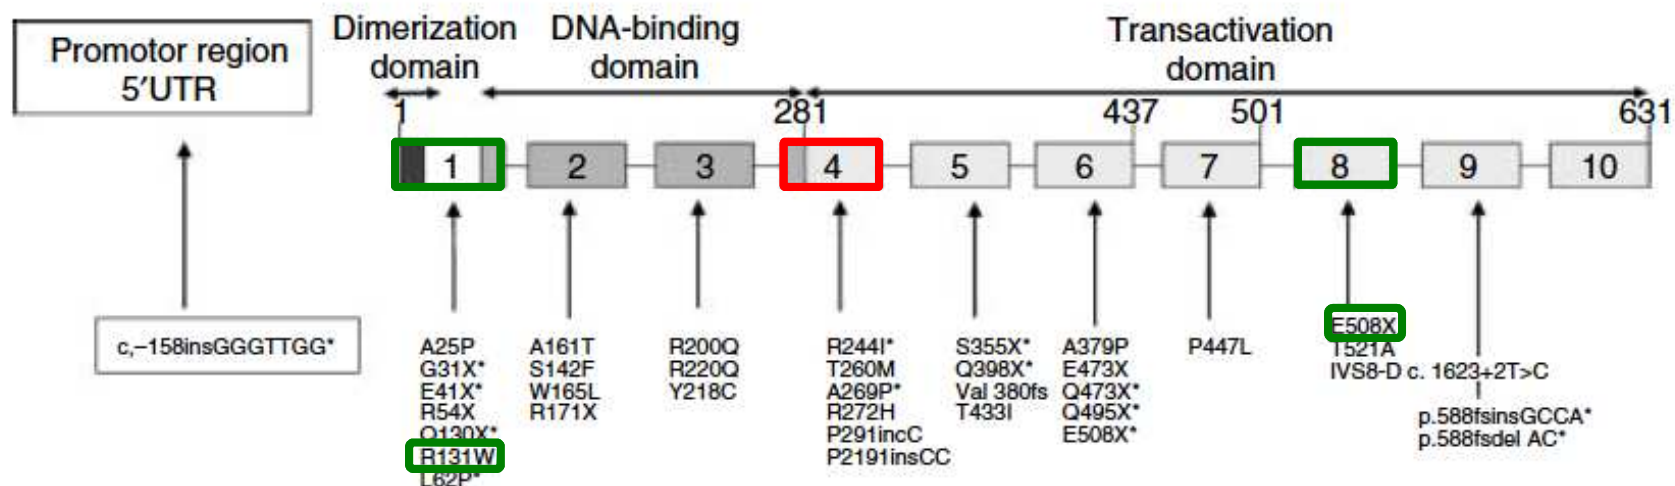 Promotor region
5′UTR
Dimerization
domain
DNA-binding
domain
Transactivation
domain
1
281
437
501
631
1
2
3
4
5
6
7
8
9
10
c,−158insGGGTTGG*
A25P
G31X*
E41X*
R54X
Q130X*
R131W
L62P*
A161T
S142F
W165L
R171X
R200Q
R220Q
Y218C
R244I*
T260M
A269P*
R272H
P291incC
P2191insCC
S355X*
Q398X*
Val 380fs
T433I
A379P
E473X
Q473X*
Q495X*
E508X*
P447L
E508X
T521A
IVS8-D c. 1623+2T>C
p.588fsinsGCCA*
p.588fsdel AC*